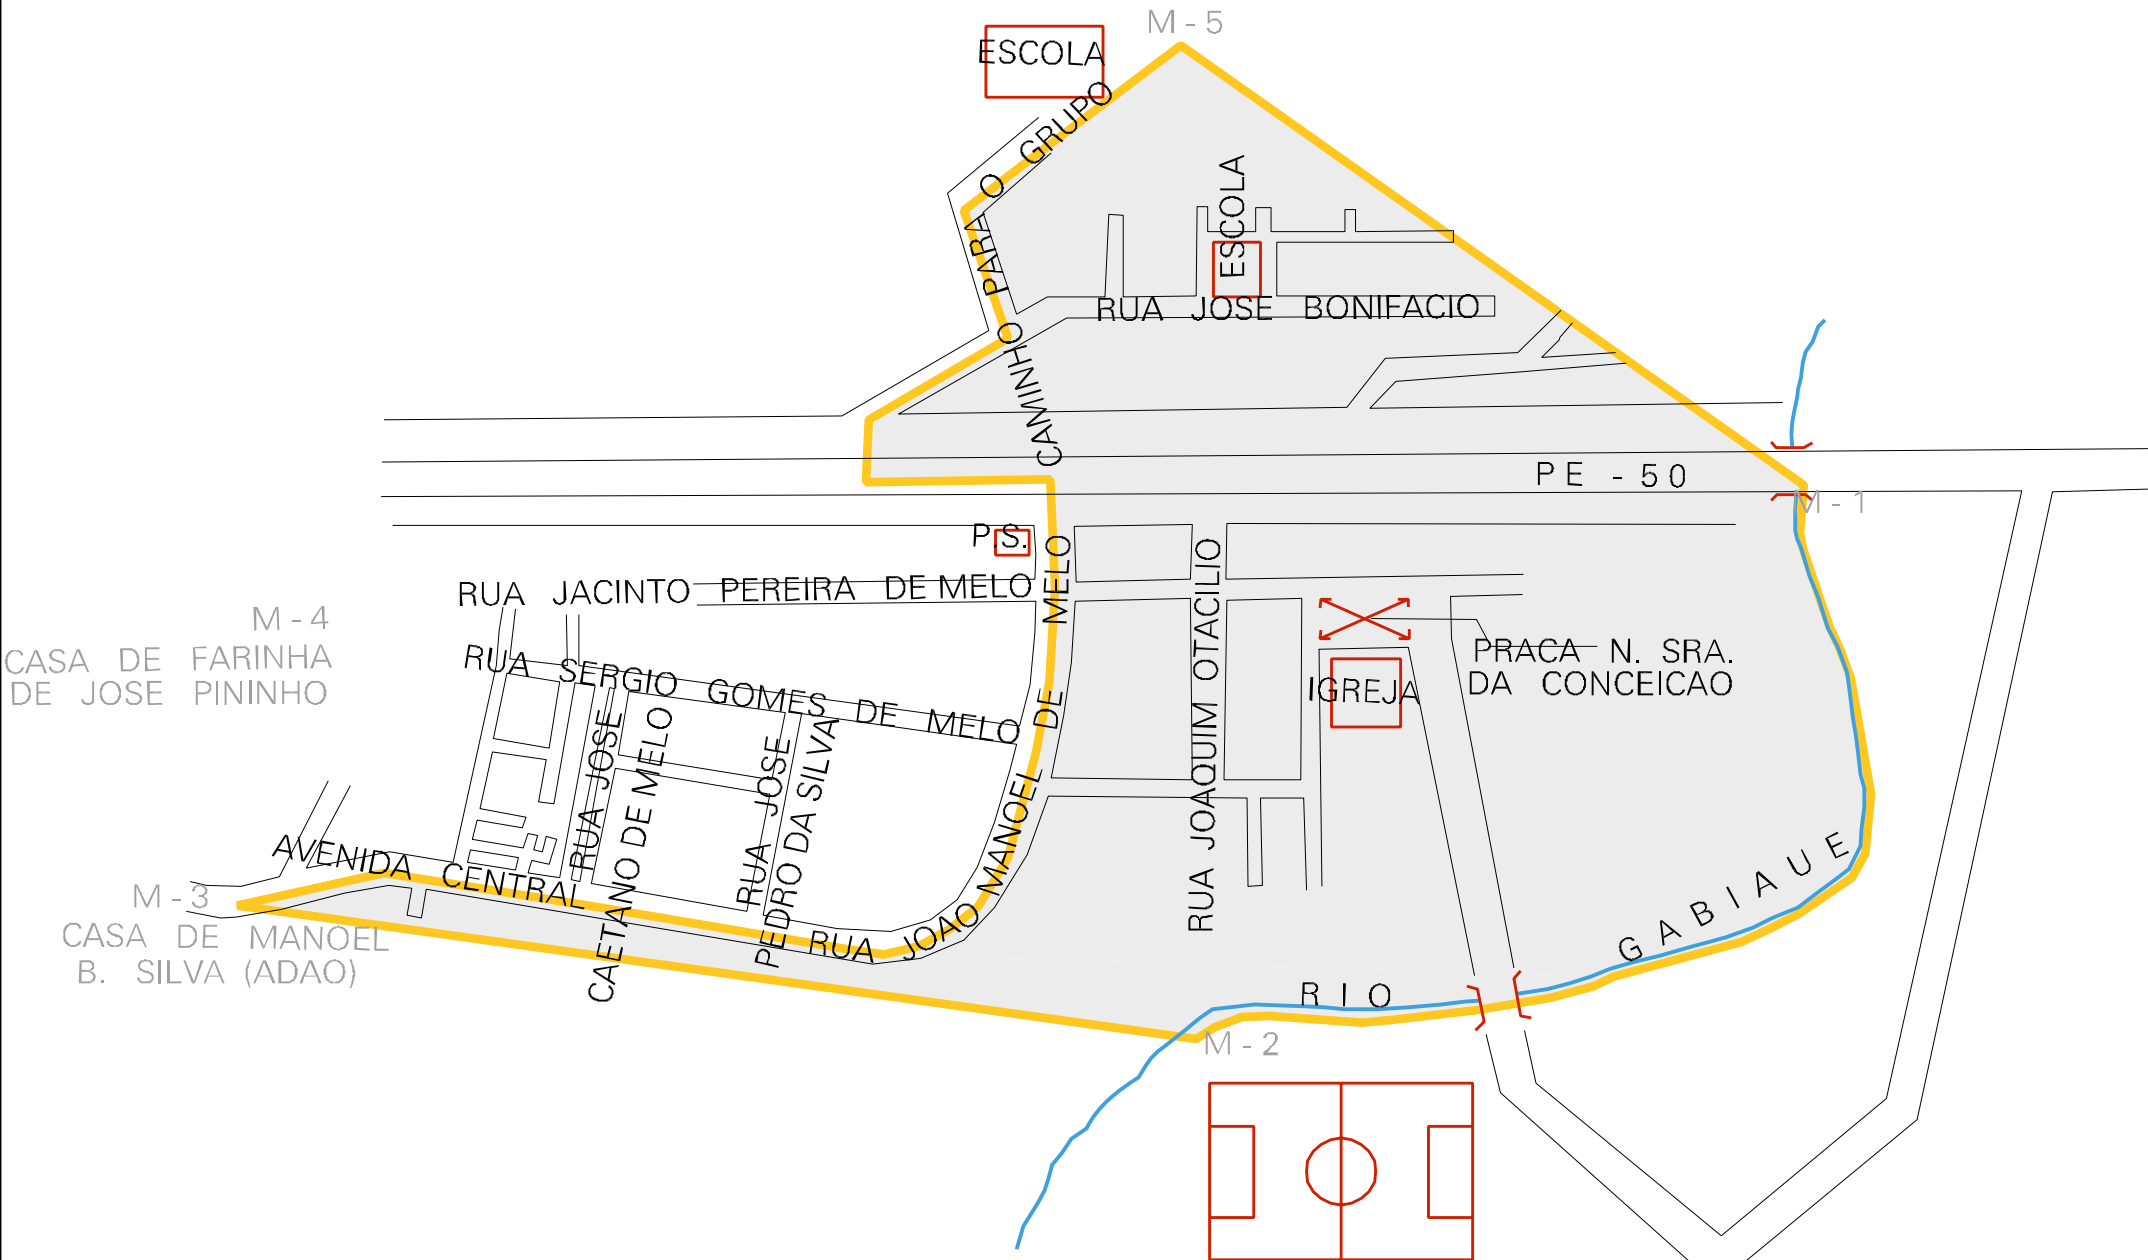 M - 5
ESCOLA
CAMINHO PARA O GRUPO
ESCOLA
RUA JOSE BONIFACIO
PE - 50
M - 1
P.S.
RUA JACINTO PEREIRA DE MELO
M - 4
CASA DE FARINHA
DE JOSE PININHO
RUA SERGIO GOMES DE MELO
RUA JOSE
CAETANO DE MELO
RUA JOSE
PEDRO DA SILVA
RUA JOAO MANOEL DE MELO
RUA JOAQUIM OTACILIO
PRACA N. SRA.
DA CONCEICAO
IGREJA
AVENIDA CENTRAL
M - 3
CASA DE MANOEL
B. SILVA (ADAO)
RIO GABIAUE
M - 2